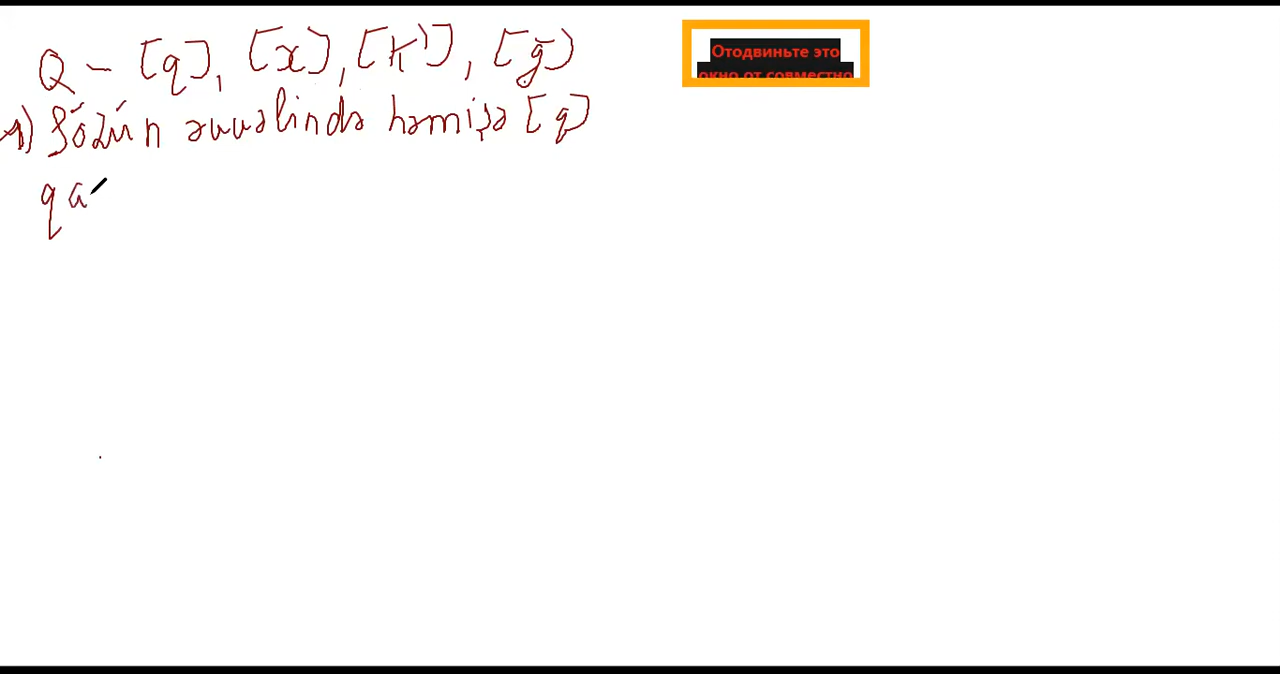 Q – [q], [x], [k'], [ğ]
1) Sözün əvvəlində həmişə [q]
qa
Отодвиньте это
окно от совместно